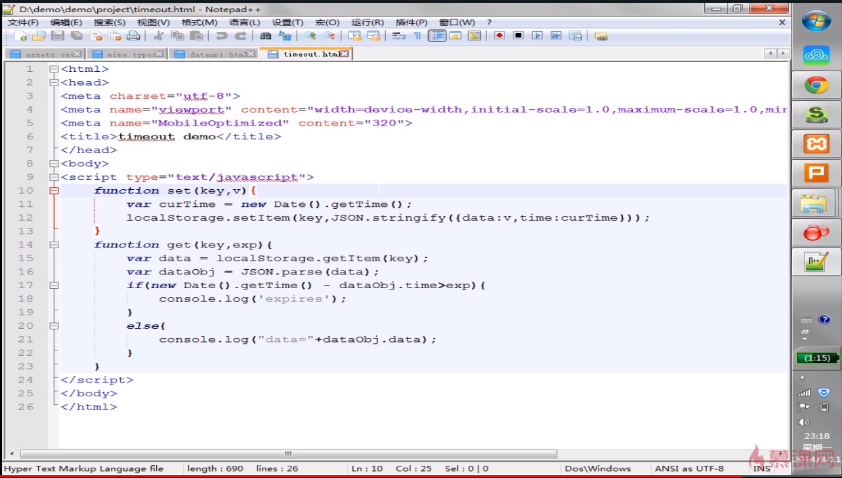 D:\demo\demo\project\timeout.html - Notepad++
文件(F) 编辑(E) 搜索(S) 视图(V) 格式(M) 语言(L) 设置(T) 宏(O) 运行(R) 插件(P) 窗口(W) ?
X
assets.css mime.types datauri.html timeout.html
1 <html>
2 <head>
3 <meta charset="utf-8">
4 <meta name="viewport" content="width=device-width,initial-scale=1.0,maximum-scale=1.0,min
5 <meta name="MobileOptimized" content="320">
6 <title>timeout demo</title>
7 </head>
8 <body>
9 <script type="text/javascript">
10 function set(key,v){
11 var curTime = new Date().getTime();
12 localStorage.setItem(key,JSON.stringify({data:v,time:curTime}));
13 }
14 function get(key,exp){
15 var data = localStorage.getItem(key);
16 var dataObj = JSON.parse(data);
17 if(new Date().getTime() - dataObj.time>exp){
18 console.log('expires');
19 }
20 else{
21 console.log("data="+dataObj.data);
22 }
23 }
24 </script>
25 </body>
26 </html>
Hyper Text Markup Language file length : 690 lines : 26 Ln : 10 Col : 25 Sel : 0 | 0 Dos\Windows ANSI as UTF-8 INS
(1:15)
23:18
慕课网